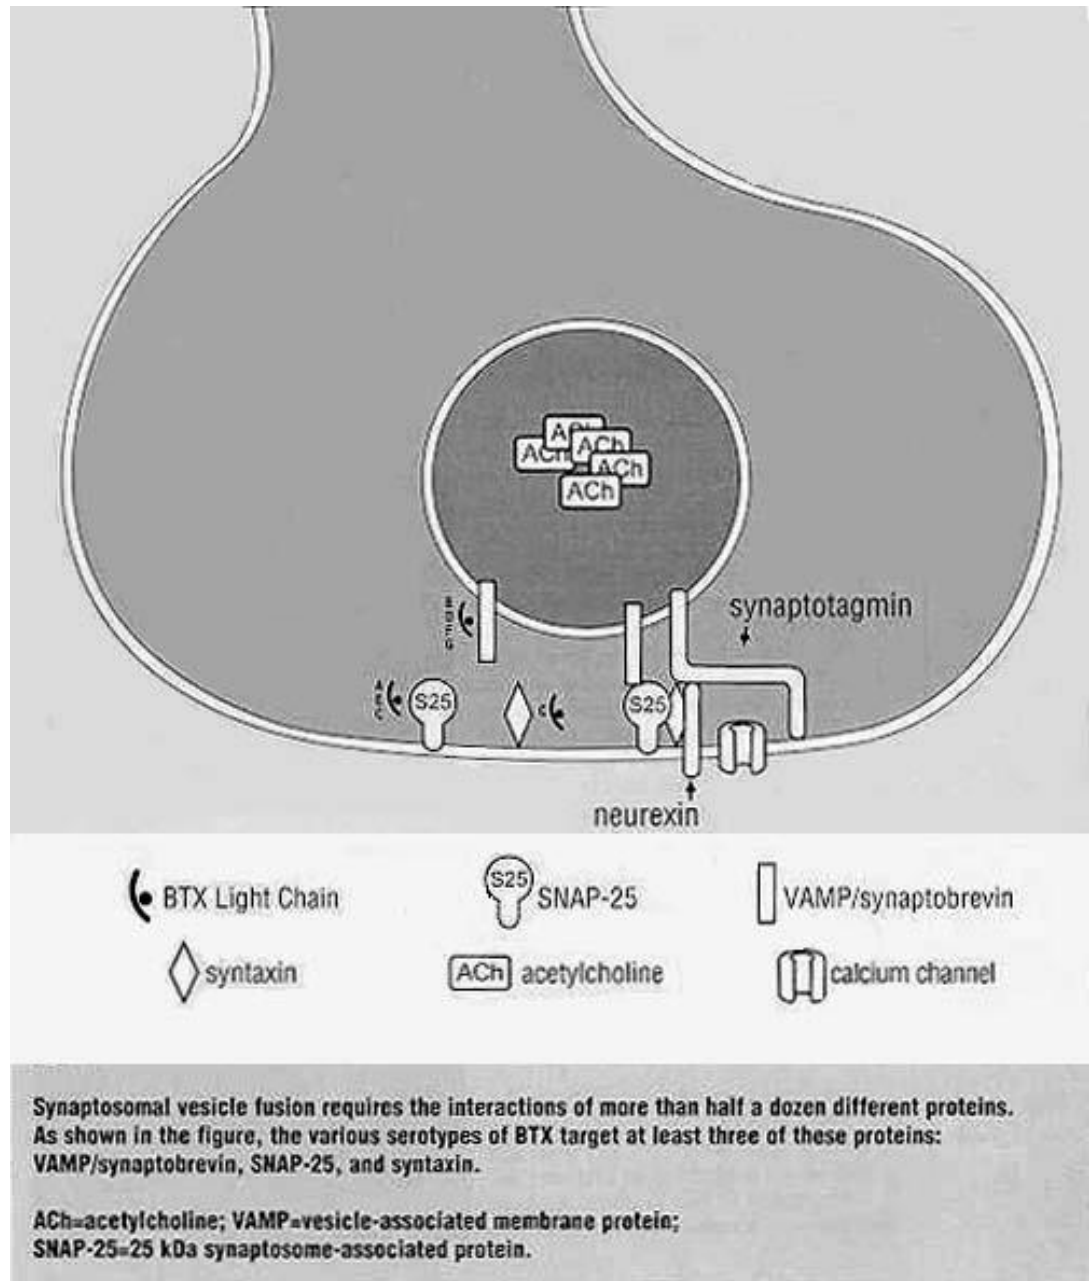 ACh
ACh
ACh
ACh
ACh
synaptotagmin
B
D
F
G
A
E
C
S25
C
S25
neurexin
BTX Light Chain
S25
SNAP-25
VAMP/synaptobrevin
syntaxin
ACh
acetylcholine
calcium channel
Synaptosomal vesicle fusion requires the interactions of more than half a dozen different proteins.
As shown in the figure, the various serotypes of BTX target at least three of these proteins:
VAMP/synaptobrevin, SNAP-25, and syntaxin.
ACh=acetylcholine; VAMP=vesicle-associated membrane protein;
SNAP-25=25 kDa synaptosome-associated protein.